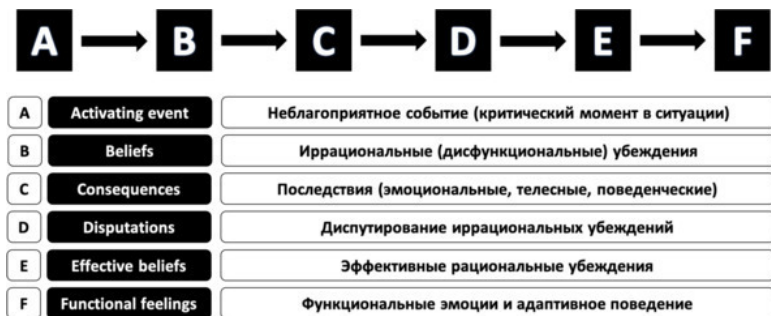 A B C D E F
A Activating event Неблагоприятное событие (критический момент в ситуации)
B Beliefs Иррациональные (дисфункциональные) убеждения
C Consequences Последствия (эмоциональные, телесные, поведенческие)
D Disputations Диспутирование иррациональных убеждений
E Effective beliefs Эффективные рациональные убеждения
F Functional feelings Функциональные эмоции и адаптивное поведение